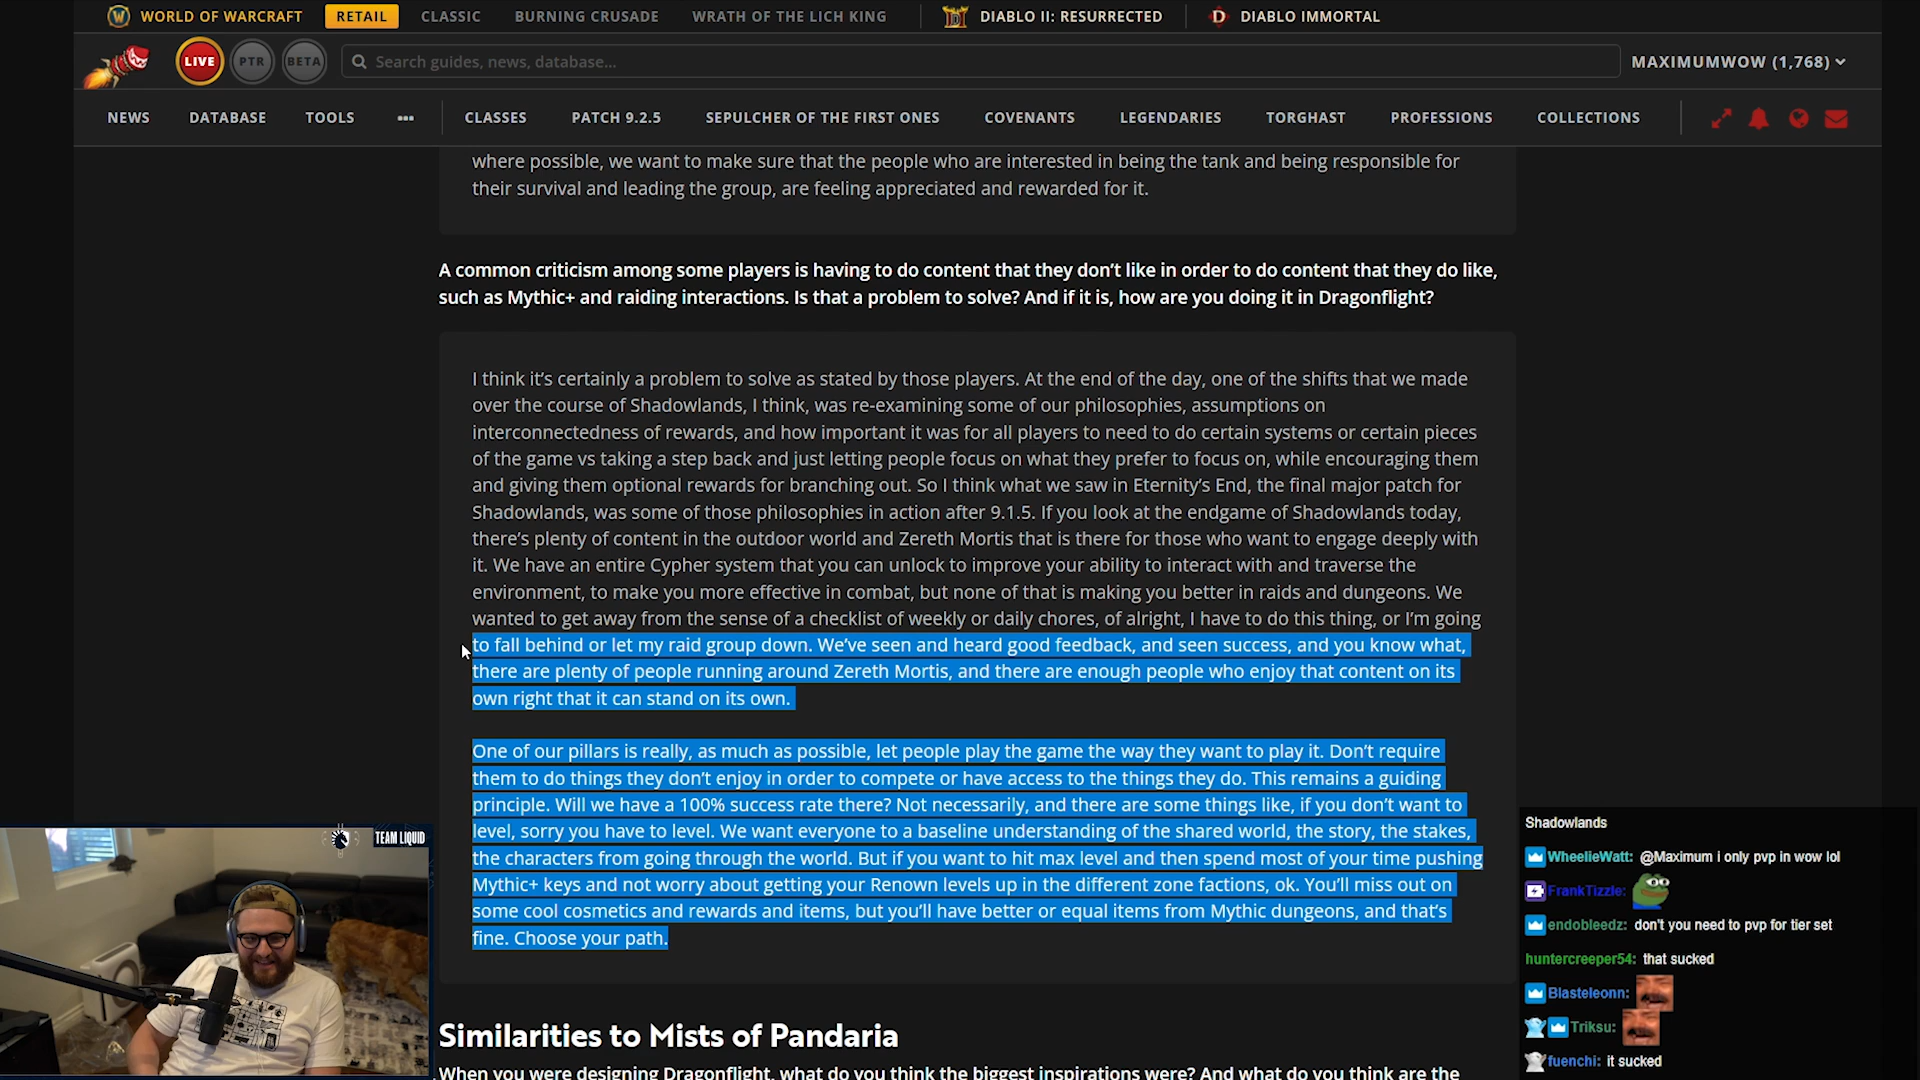 WORLD OF WARCRAFT RETAIL CLASSIC BURNING CRUSADE WRATH OF THE LICH KING DIABLO II: RESURRECTED DIABLO IMMORTAL
LIVE PTR BETA Search guides, news, database... MAXIMUMWOW (1,768)
NEWS DATABASE TOOLS ••• CLASSES PATCH 9.2.5 SEPULCHER OF THE FIRST ONES COVENANTS LEGENDARIES TORGHAST PROFESSIONS COLLECTIONS
where possible, we want to make sure that the people who are interested in being the tank and being responsible for
their survival and leading the group, are feeling appreciated and rewarded for it.
A common criticism among some players is having to do content that they don’t like in order to do content that they do like,
such as Mythic+ and raiding interactions. Is that a problem to solve? And if it is, how are you doing it in Dragonflight?
I think it’s certainly a problem to solve as stated by those players. At the end of the day, one of the shifts that we made
over the course of Shadowlands, I think, was re-examining some of our philosophies, assumptions on
interconnectedness of rewards, and how important it was for all players to need to do certain systems or certain pieces
of the game vs taking a step back and just letting people focus on what they prefer to focus on, while encouraging them
and giving them optional rewards for branching out. So I think what we saw in Eternity’s End, the final major patch for
Shadowlands, was some of those philosophies in action after 9.1.5. If you look at the endgame of Shadowlands today,
there’s plenty of content in the outdoor world and Zereth Mortis that is there for those who want to engage deeply with
it. We have an entire Cypher system that you can unlock to improve your ability to interact with and traverse the
environment, to make you more effective in combat, but none of that is making you better in raids and dungeons. We
wanted to get away from the sense of a checklist of weekly or daily chores, of alright, I have to do this thing, or I’m going
to fall behind or let my raid group down. We’ve seen and heard good feedback, and seen success, and you know what,
there are plenty of people running around Zereth Mortis, and there are enough people who enjoy that content on its
own right that it can stand on its own.
One of our pillars is really, as much as possible, let people play the game the way they want to play it. Don’t require
them to do things they don’t enjoy in order to compete or have access to the things they do. This remains a guiding
principle. Will we have a 100% success rate there? Not necessarily, and there are some things like, if you don’t want to
level, sorry you have to level. We want everyone to a baseline understanding of the shared world, the story, the stakes,
the characters from going through the world. But if you want to hit max level and then spend most of your time pushing
Mythic+ keys and not worry about getting your Renown levels up in the different zone factions, ok. You’ll miss out on
some cool cosmetics and rewards and items, but you’ll have better or equal items from Mythic dungeons, and that’s
fine. Choose your path.
Similarities to Mists of Pandaria
When you were designing Dragonflight, what do you think the biggest inspirations were? And what do you think are the
TEAM LIQUID
Shadowlands
WheelieWatt: @Maximum i only pvp in wow lol
FrankTizzle:
endobleedz: don't you need to pvp for tier set
huntercreeper54: that sucked
Blasteleonn:
Triksu:
fuenchi: it sucked